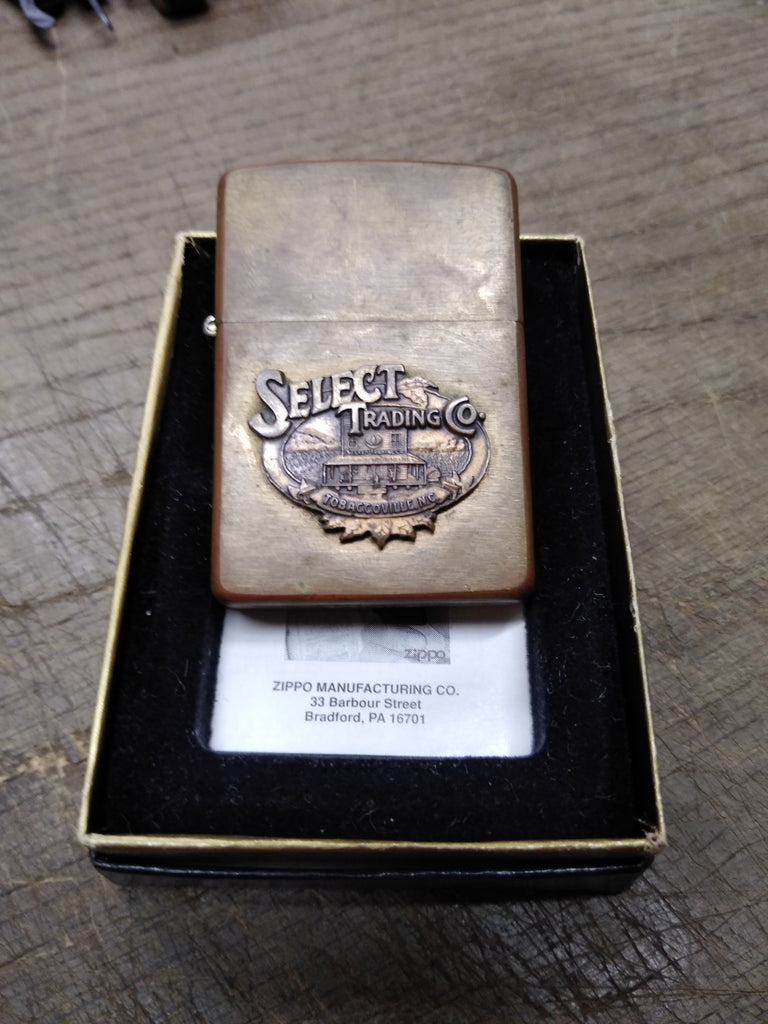 SELECT
TRADING CO.
TOBACCOVILLE, NC
zippo
ZIPPO MANUFACTURING CO.
33 Barbour Street
Bradford, PA 16701